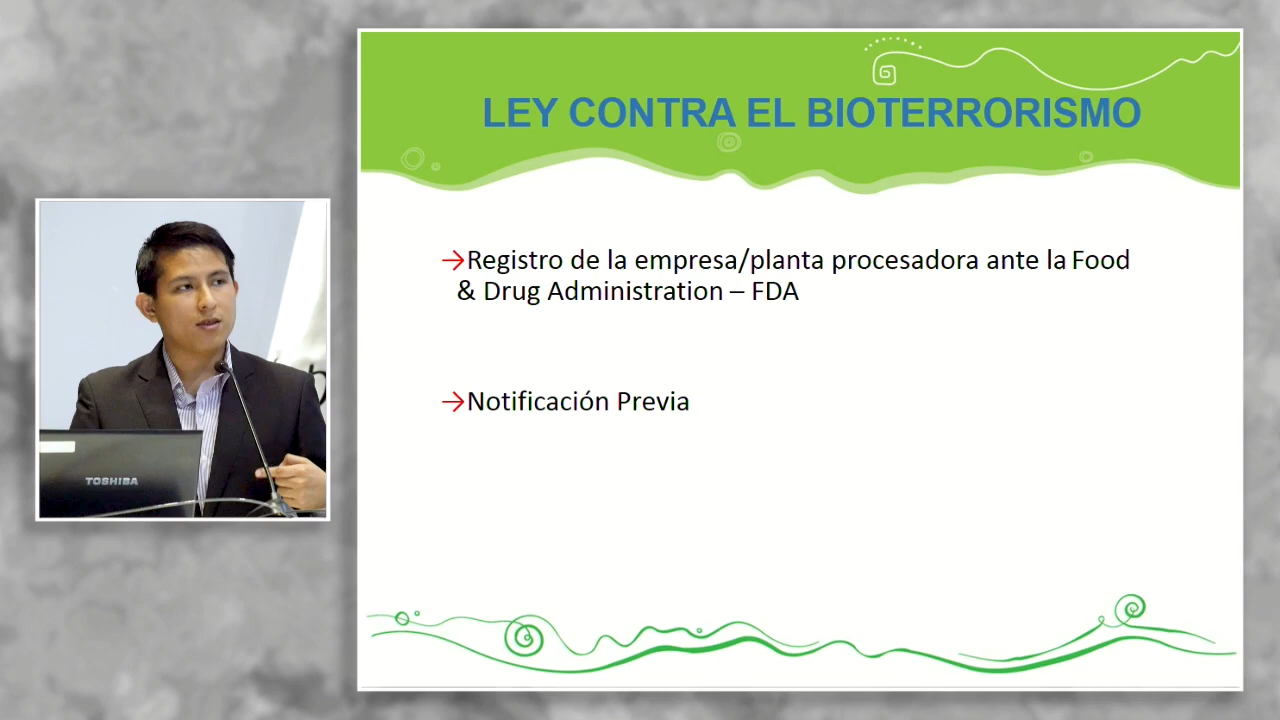 LEY CONTRA EL BIOTERRORISMO
→Registro de la empresa/planta procesadora ante la Food
& Drug Administration – FDA
→Notificación Previa
TOSHIBA